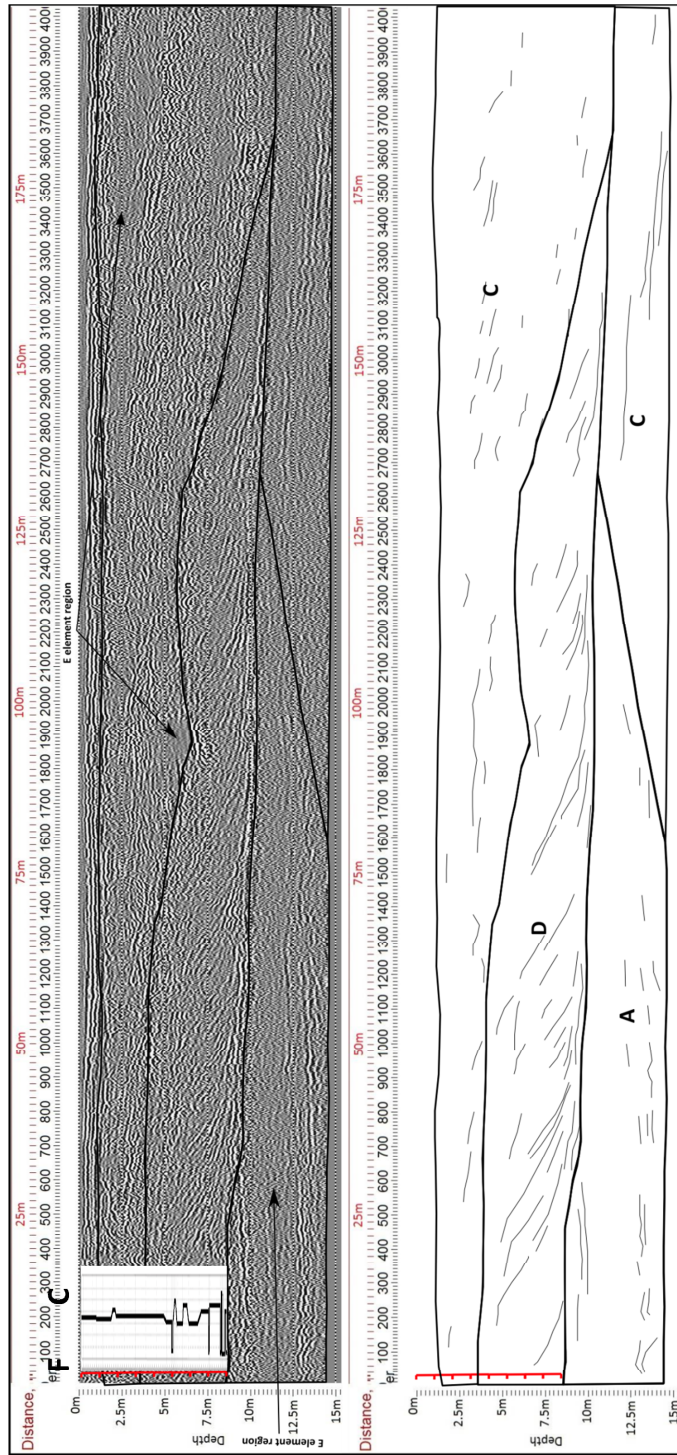 Distance, 25m 50m 75m 100m 125m 150m 175m
100 200 300 400 500 600 700 800 900 1000 1100 1200 1300 1400 1500 1600 1700 1800 1900 2000 2100 2200 2300 2400 2500 2600 2700 2800 2900 3000 3100 3200 3300 3400 3500 3600 3700 3800 3900 4000
F C
E element region
0m
2.5m
5m
Depth
7.5m
10m
12.5m
15m
E element region
Distance, 25m 50m 75m 100m 125m 150m 175m
100 200 300 400 500 600 700 800 900 1000 1100 1200 1300 1400 1500 1600 1700 1800 1900 2000 2100 2200 2300 2400 2500 2600 2700 2800 2900 3000 3100 3200 3300 3400 3500 3600 3700 3800 3900 4000
0m
2.5m
5m
Depth
7.5m
10m
12.5m
15m
C
D
C
A